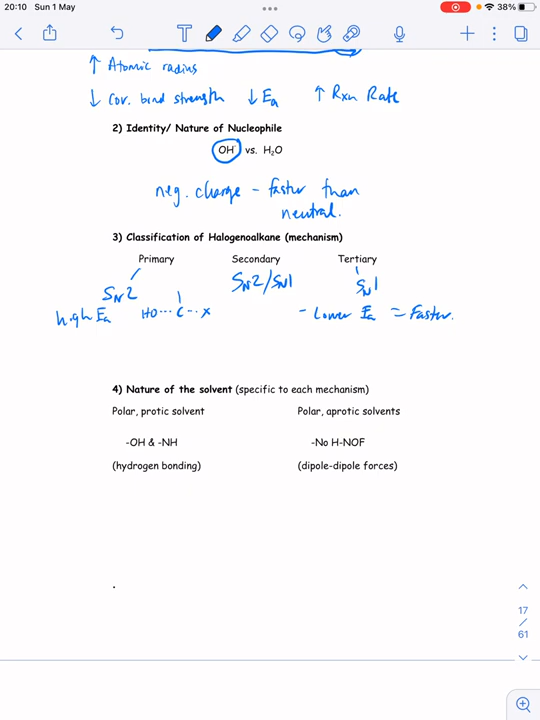 20:10 Sun 1 May
38%
↑ Atomic radius
↓ Cov. bond strength ↓ Ea ↑ Rxn Rate
2) Identity/ Nature of Nucleophile
OH⁻ vs. H₂O
neg. charge - faster than
neutral.
3) Classification of Halogenoalkane (mechanism)
Primary Secondary Tertiary
SN2 SN2/SN1 SN1
high Ea HO···C··X - Lower Ea = Faster.
4) Nature of the solvent (specific to each mechanism)
Polar, protic solvent Polar, aprotic solvents
-OH & -NH -No H-NOF
(hydrogen bonding) (dipole-dipole forces)
17
/
61